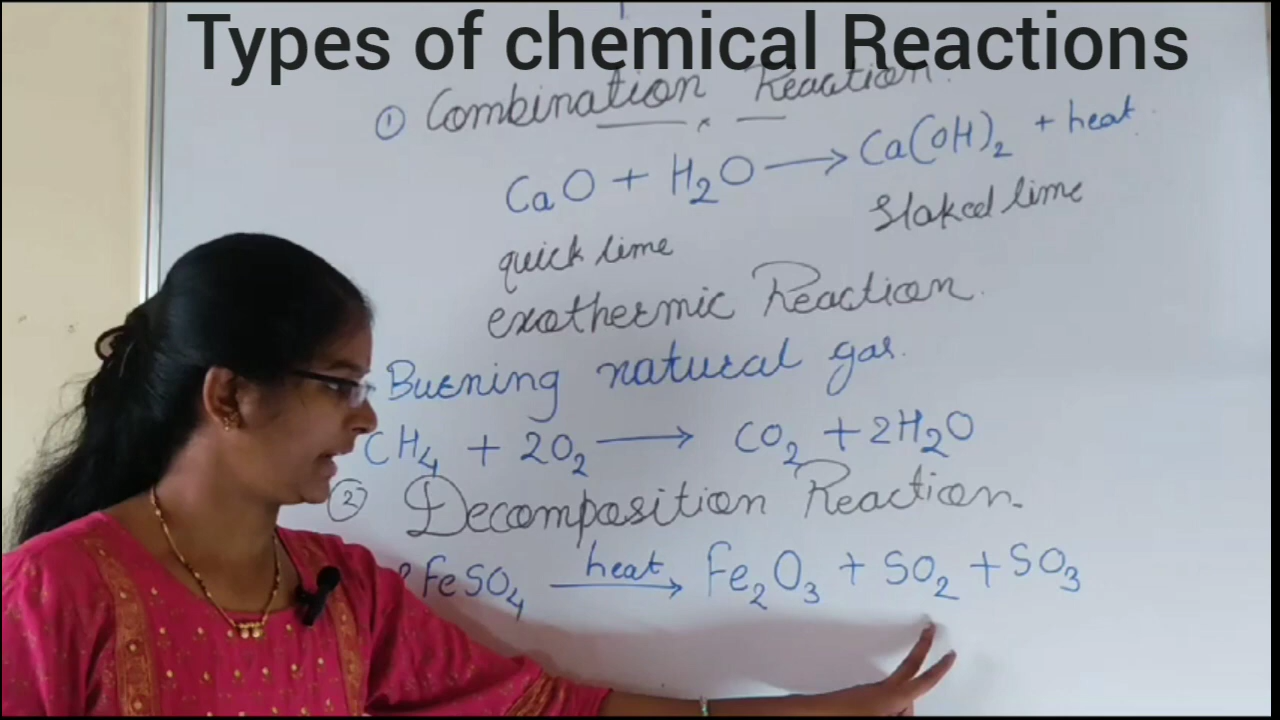 Types of chemical Reactions
① Combination Reaction.
CaO + H₂O → Ca(OH)₂ + heat
quick lime Slaked lime
exothermic Reaction.
Burning natural gas.
CH₄ + 2O₂ → CO₂ + 2H₂O
② Decomposition Reaction.
FeSO₄ heat → Fe₂O₃ + SO₂ + SO₃